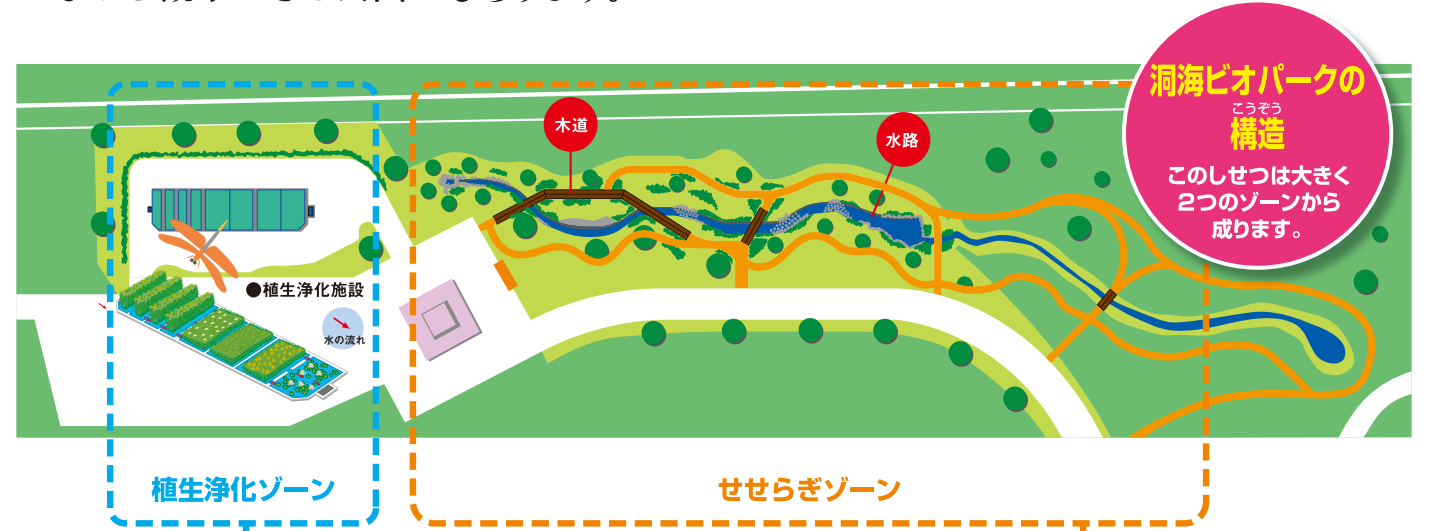 洞海ビオパークの
こうぞう
構造
このしせつは大きく
2つのゾーンから
成ります。
木道
水路
●植生浄化施設
水の流れ
植生浄化ゾーン
せせらぎゾーン